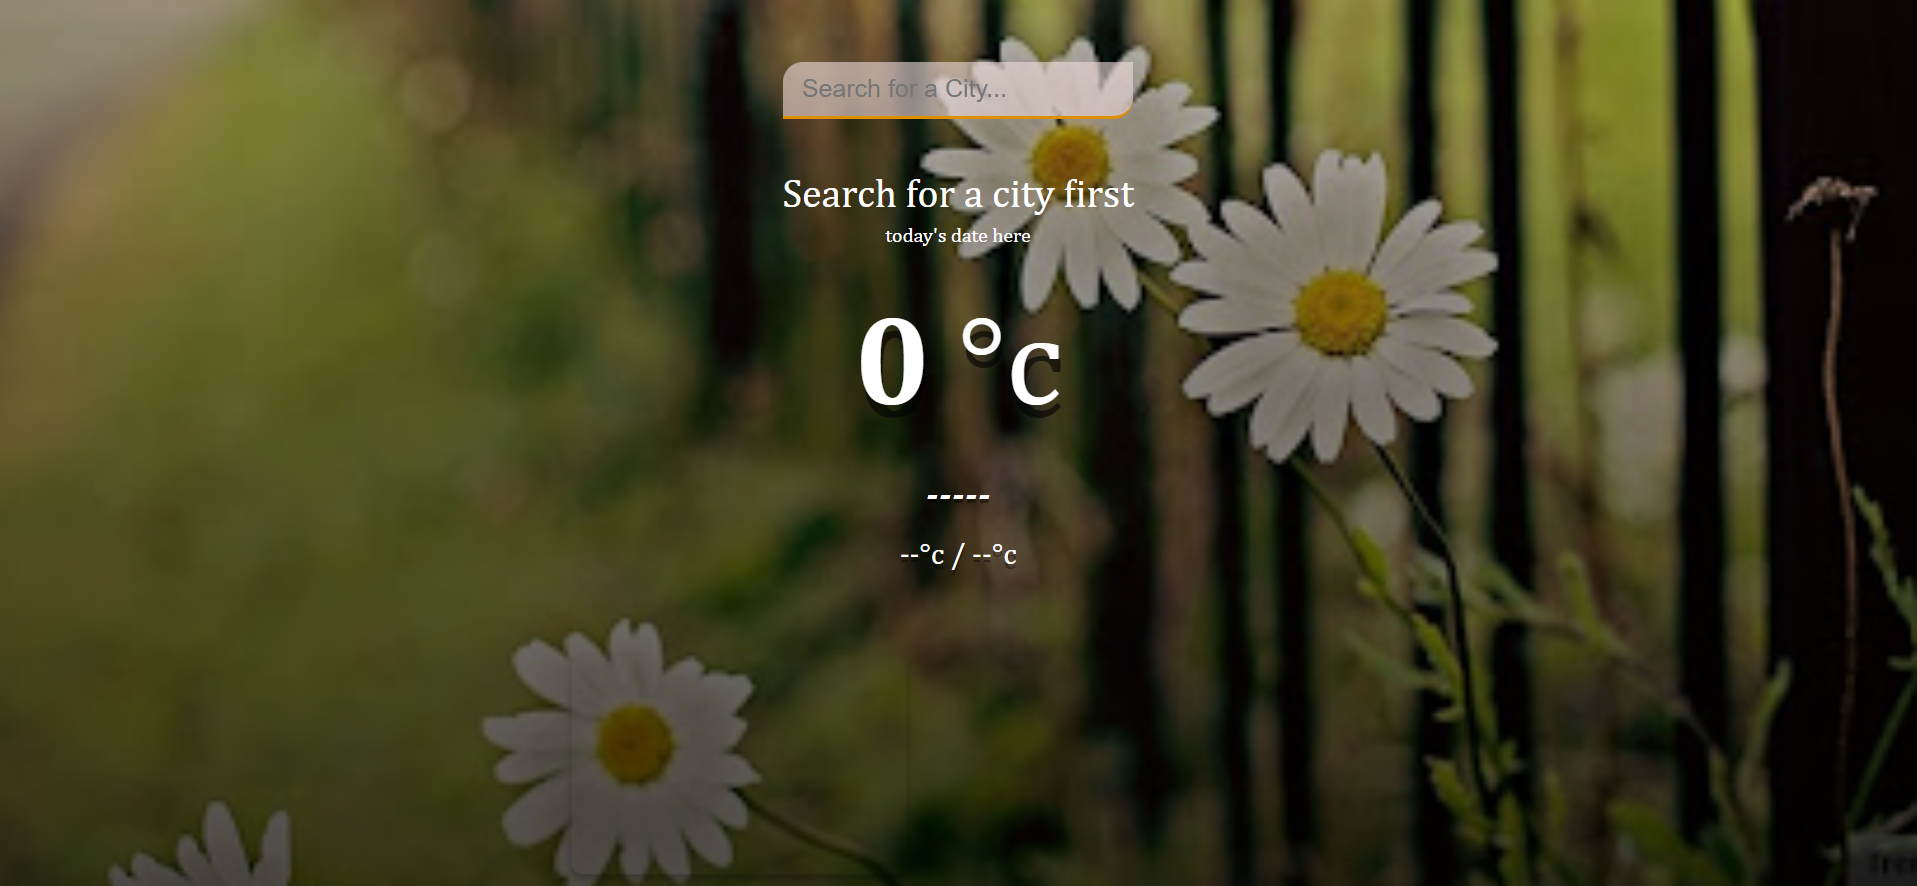 Search for a City...
Search for a city first
today's date here
0 °c
-----
--°c / --°c